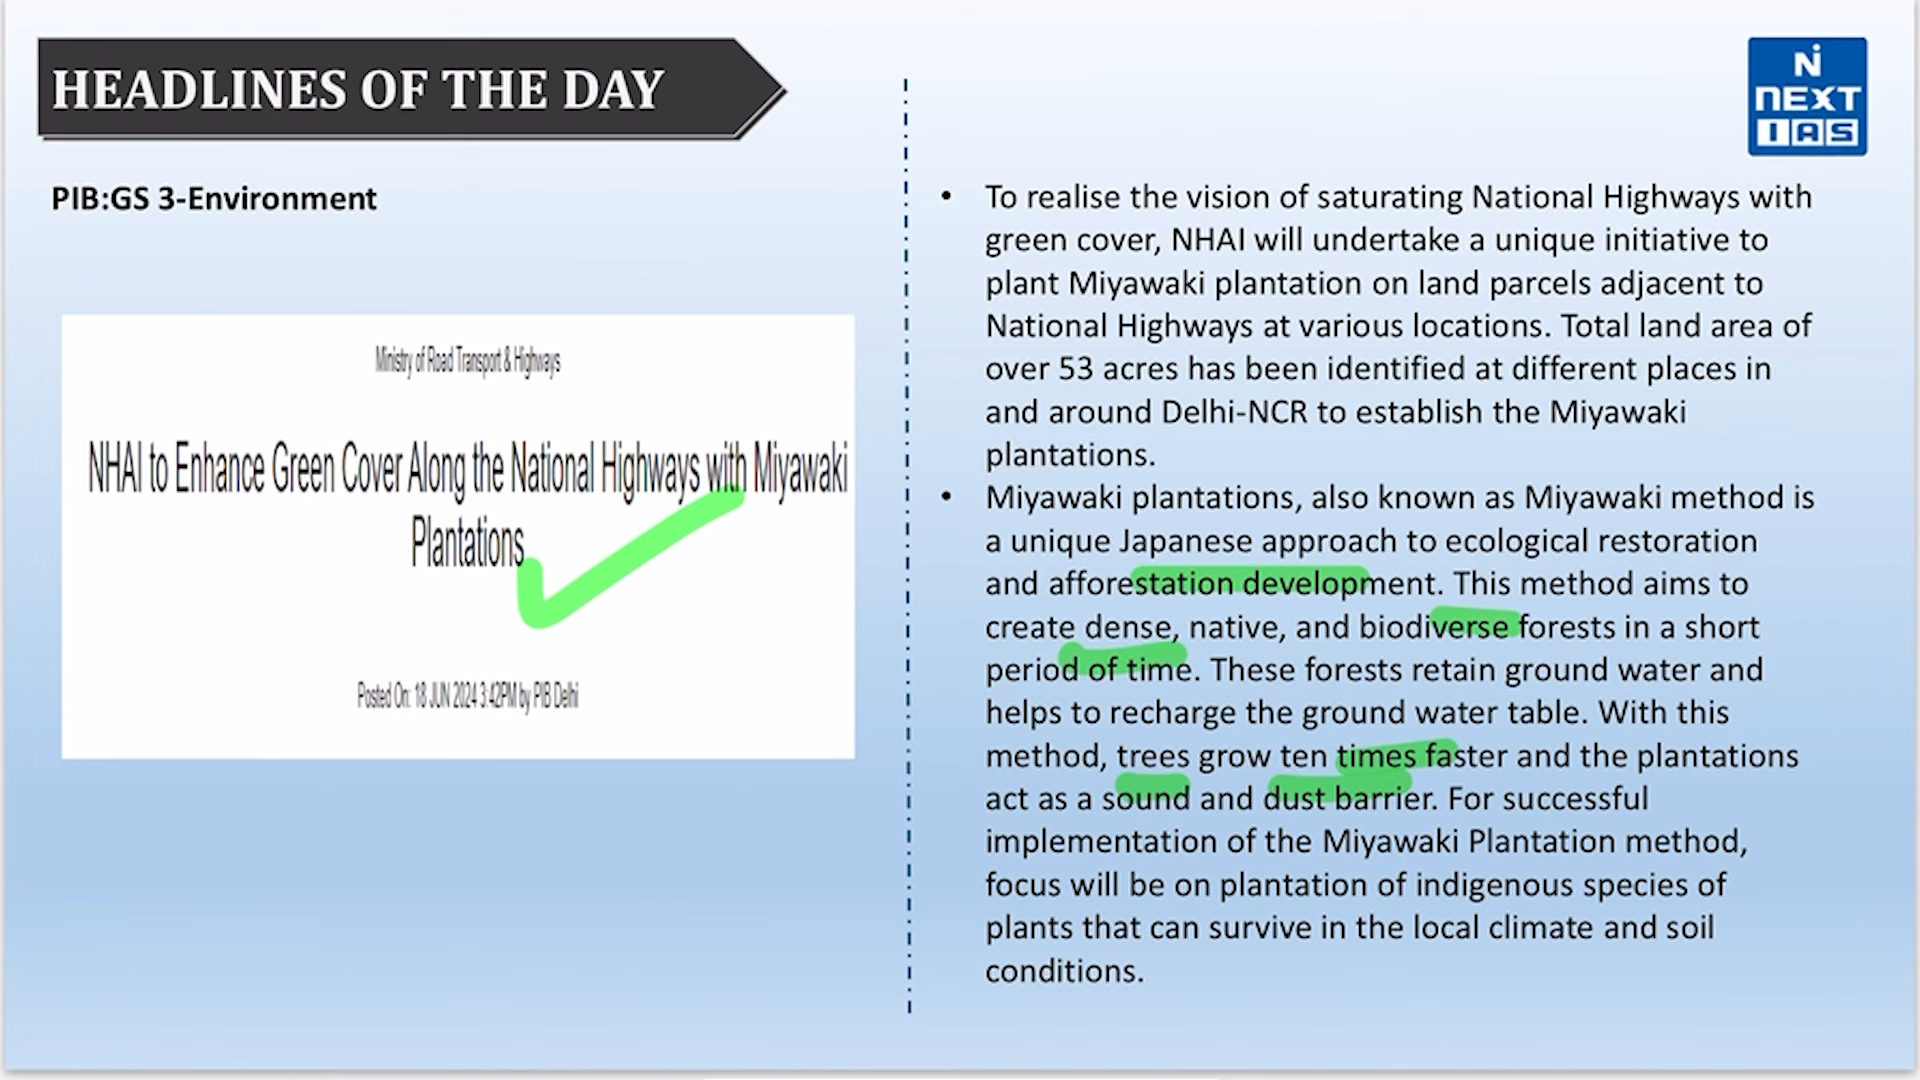 HEADLINES OF THE DAY
N
NEXT
IAS
PIB:GS 3-Environment
Ministry of Road Transport & Highways
NHAI to Enhance Green Cover Along the National Highways with Miyawaki
Plantations
Posted On: 18 JUN 2024 3:42PM by PIB Delhi
• To realise the vision of saturating National Highways with
green cover, NHAI will undertake a unique initiative to
plant Miyawaki plantation on land parcels adjacent to
National Highways at various locations. Total land area of
over 53 acres has been identified at different places in
and around Delhi-NCR to establish the Miyawaki
plantations.
• Miyawaki plantations, also known as Miyawaki method is
a unique Japanese approach to ecological restoration
and afforestation development. This method aims to
create dense, native, and biodiverse forests in a short
period of time. These forests retain ground water and
helps to recharge the ground water table. With this
method, trees grow ten times faster and the plantations
act as a sound and dust barrier. For successful
implementation of the Miyawaki Plantation method,
focus will be on plantation of indigenous species of
plants that can survive in the local climate and soil
conditions.